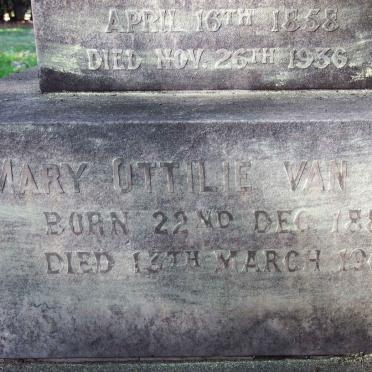 APRIL 16TH 1858
DIED NOV. 26TH 1936.
MARY OTTILIE VAN
BORN 22ND DEC.
DIED 13TH MARCH